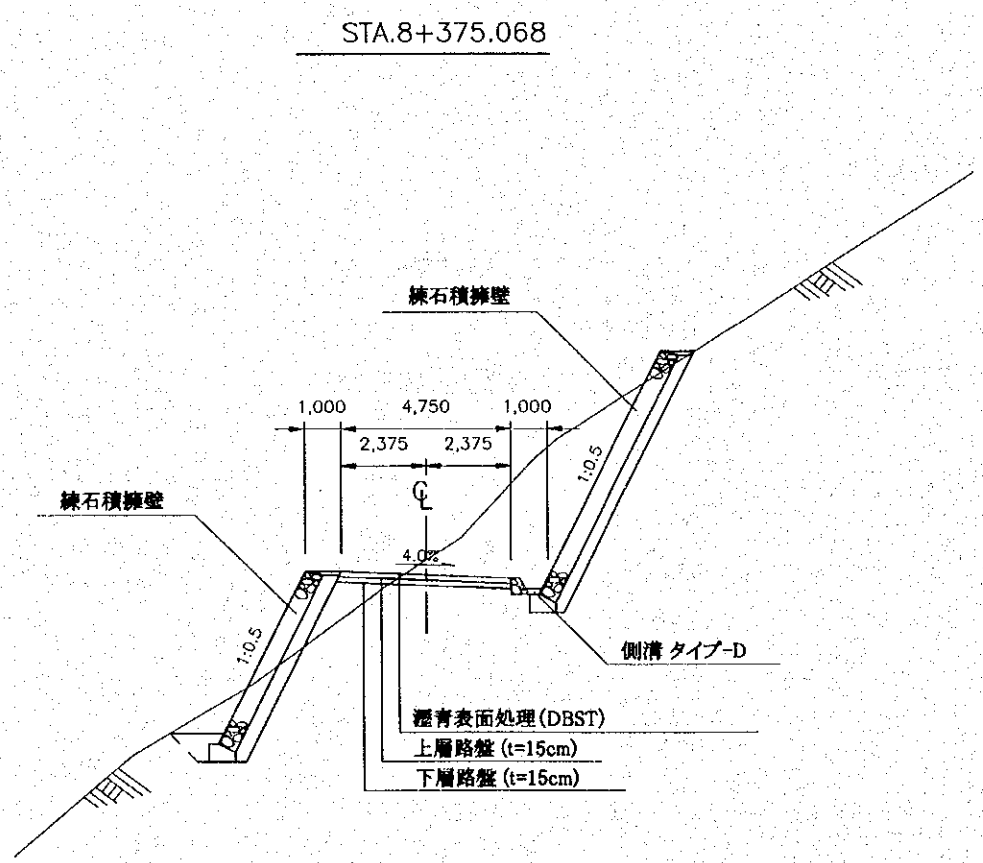 STA.8+375.068
練石積擁壁
1,000 4,750 1,000
2,375 2,375
1:0.5
℄
練石積擁壁
4.0%
1:0.5
側溝 タイプ-D
瀝青表面処理(DBST)
上層路盤 (t=15cm)
下層路盤 (t=15cm)